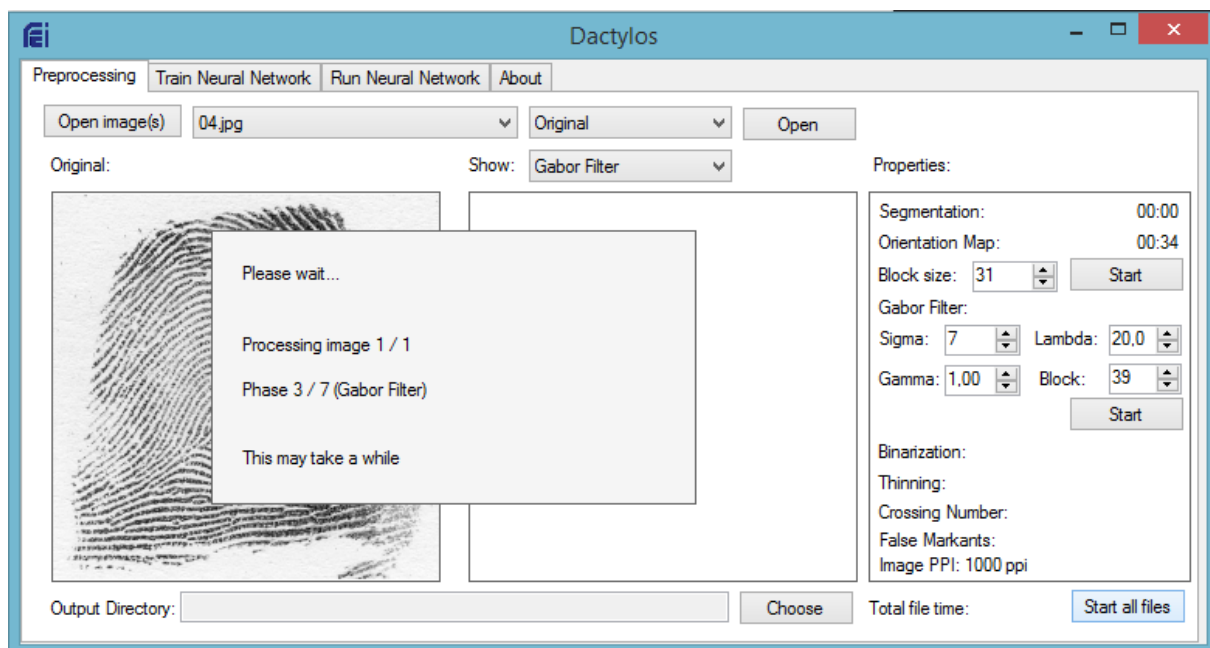 Dactylos
Preprocessing Train Neural Network Run Neural Network About
Open image(s) 04.jpg Original Open
Original: Show: Gabor Filter Properties:
Segmentation: 00:00
Orientation Map: 00:34
Block size: 31 Start
Gabor Filter:
Sigma: 7 Lambda: 20,0
Gamma: 1,00 Block: 39
Start
Binarization:
Thinning:
Crossing Number:
False Markants:
Image PPI: 1000 ppi
Please wait...
Processing image 1 / 1
Phase 3 / 7 (Gabor Filter)
This may take a while
Output Directory: Choose Total file time: Start all files